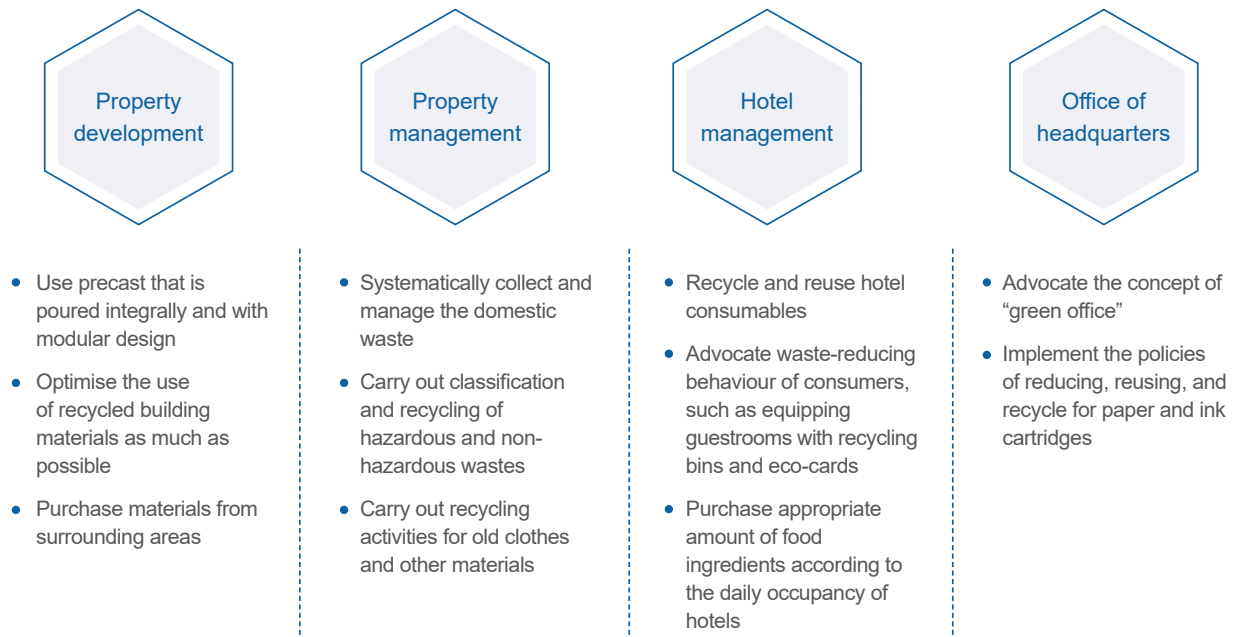 Property
development
Property
management
Hotel
management
Office of
headquarters
Use precast that is
poured integrally and with
modular design
Optimise the use
of recycled building
materials as much as
possible
Purchase materials from
surrounding areas
Systematically collect and
manage the domestic
waste
Carry out classification
and recycling of
hazardous and non-
hazardous wastes
Carry out recycling
activities for old clothes
and other materials
Recycle and reuse hotel
consumables
Advocate waste-reducing
behaviour of consumers,
such as equipping
guestrooms with recycling
bins and eco-cards
Purchase appropriate
amount of food
ingredients according to
the daily occupancy of
hotels
Advocate the concept of
“green office”
Implement the policies
of reducing, reusing, and
recycle for paper and ink
cartridges